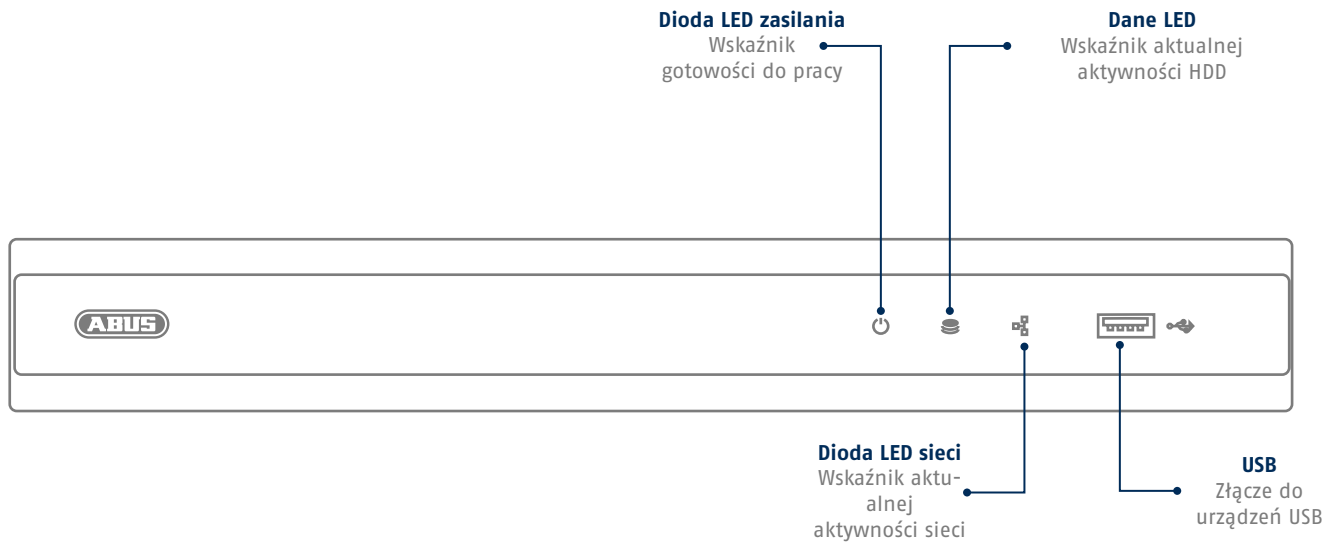 Dioda LED zasilania
Wskaźnik
gotowości do pracy
Dane LED
Wskaźnik aktualnej
aktywności HDD
ABUS
Dioda LED sieci
Wskaźnik aktu-
alnej
aktywności sieci
USB
Złącze do
urządzeń USB